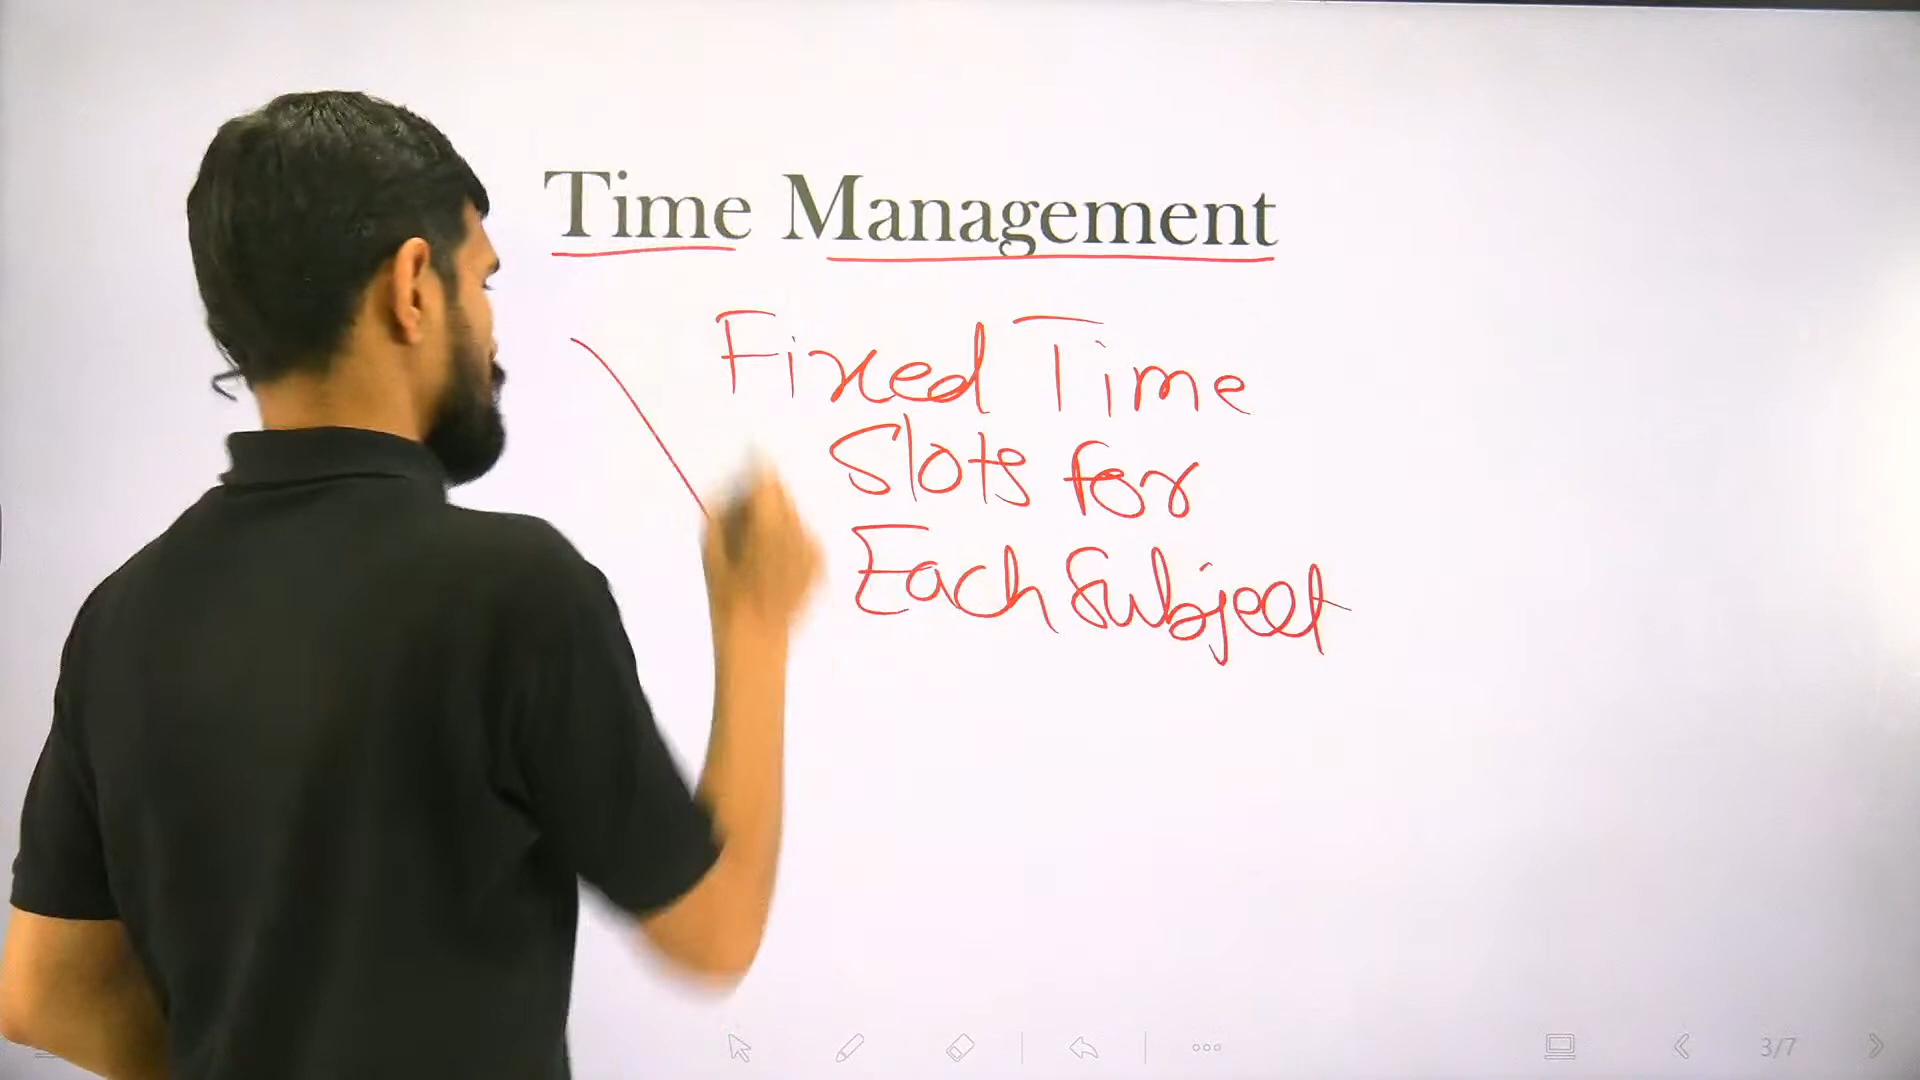 Time Management
Fixed Time
Slots for
Each Subject
3/7